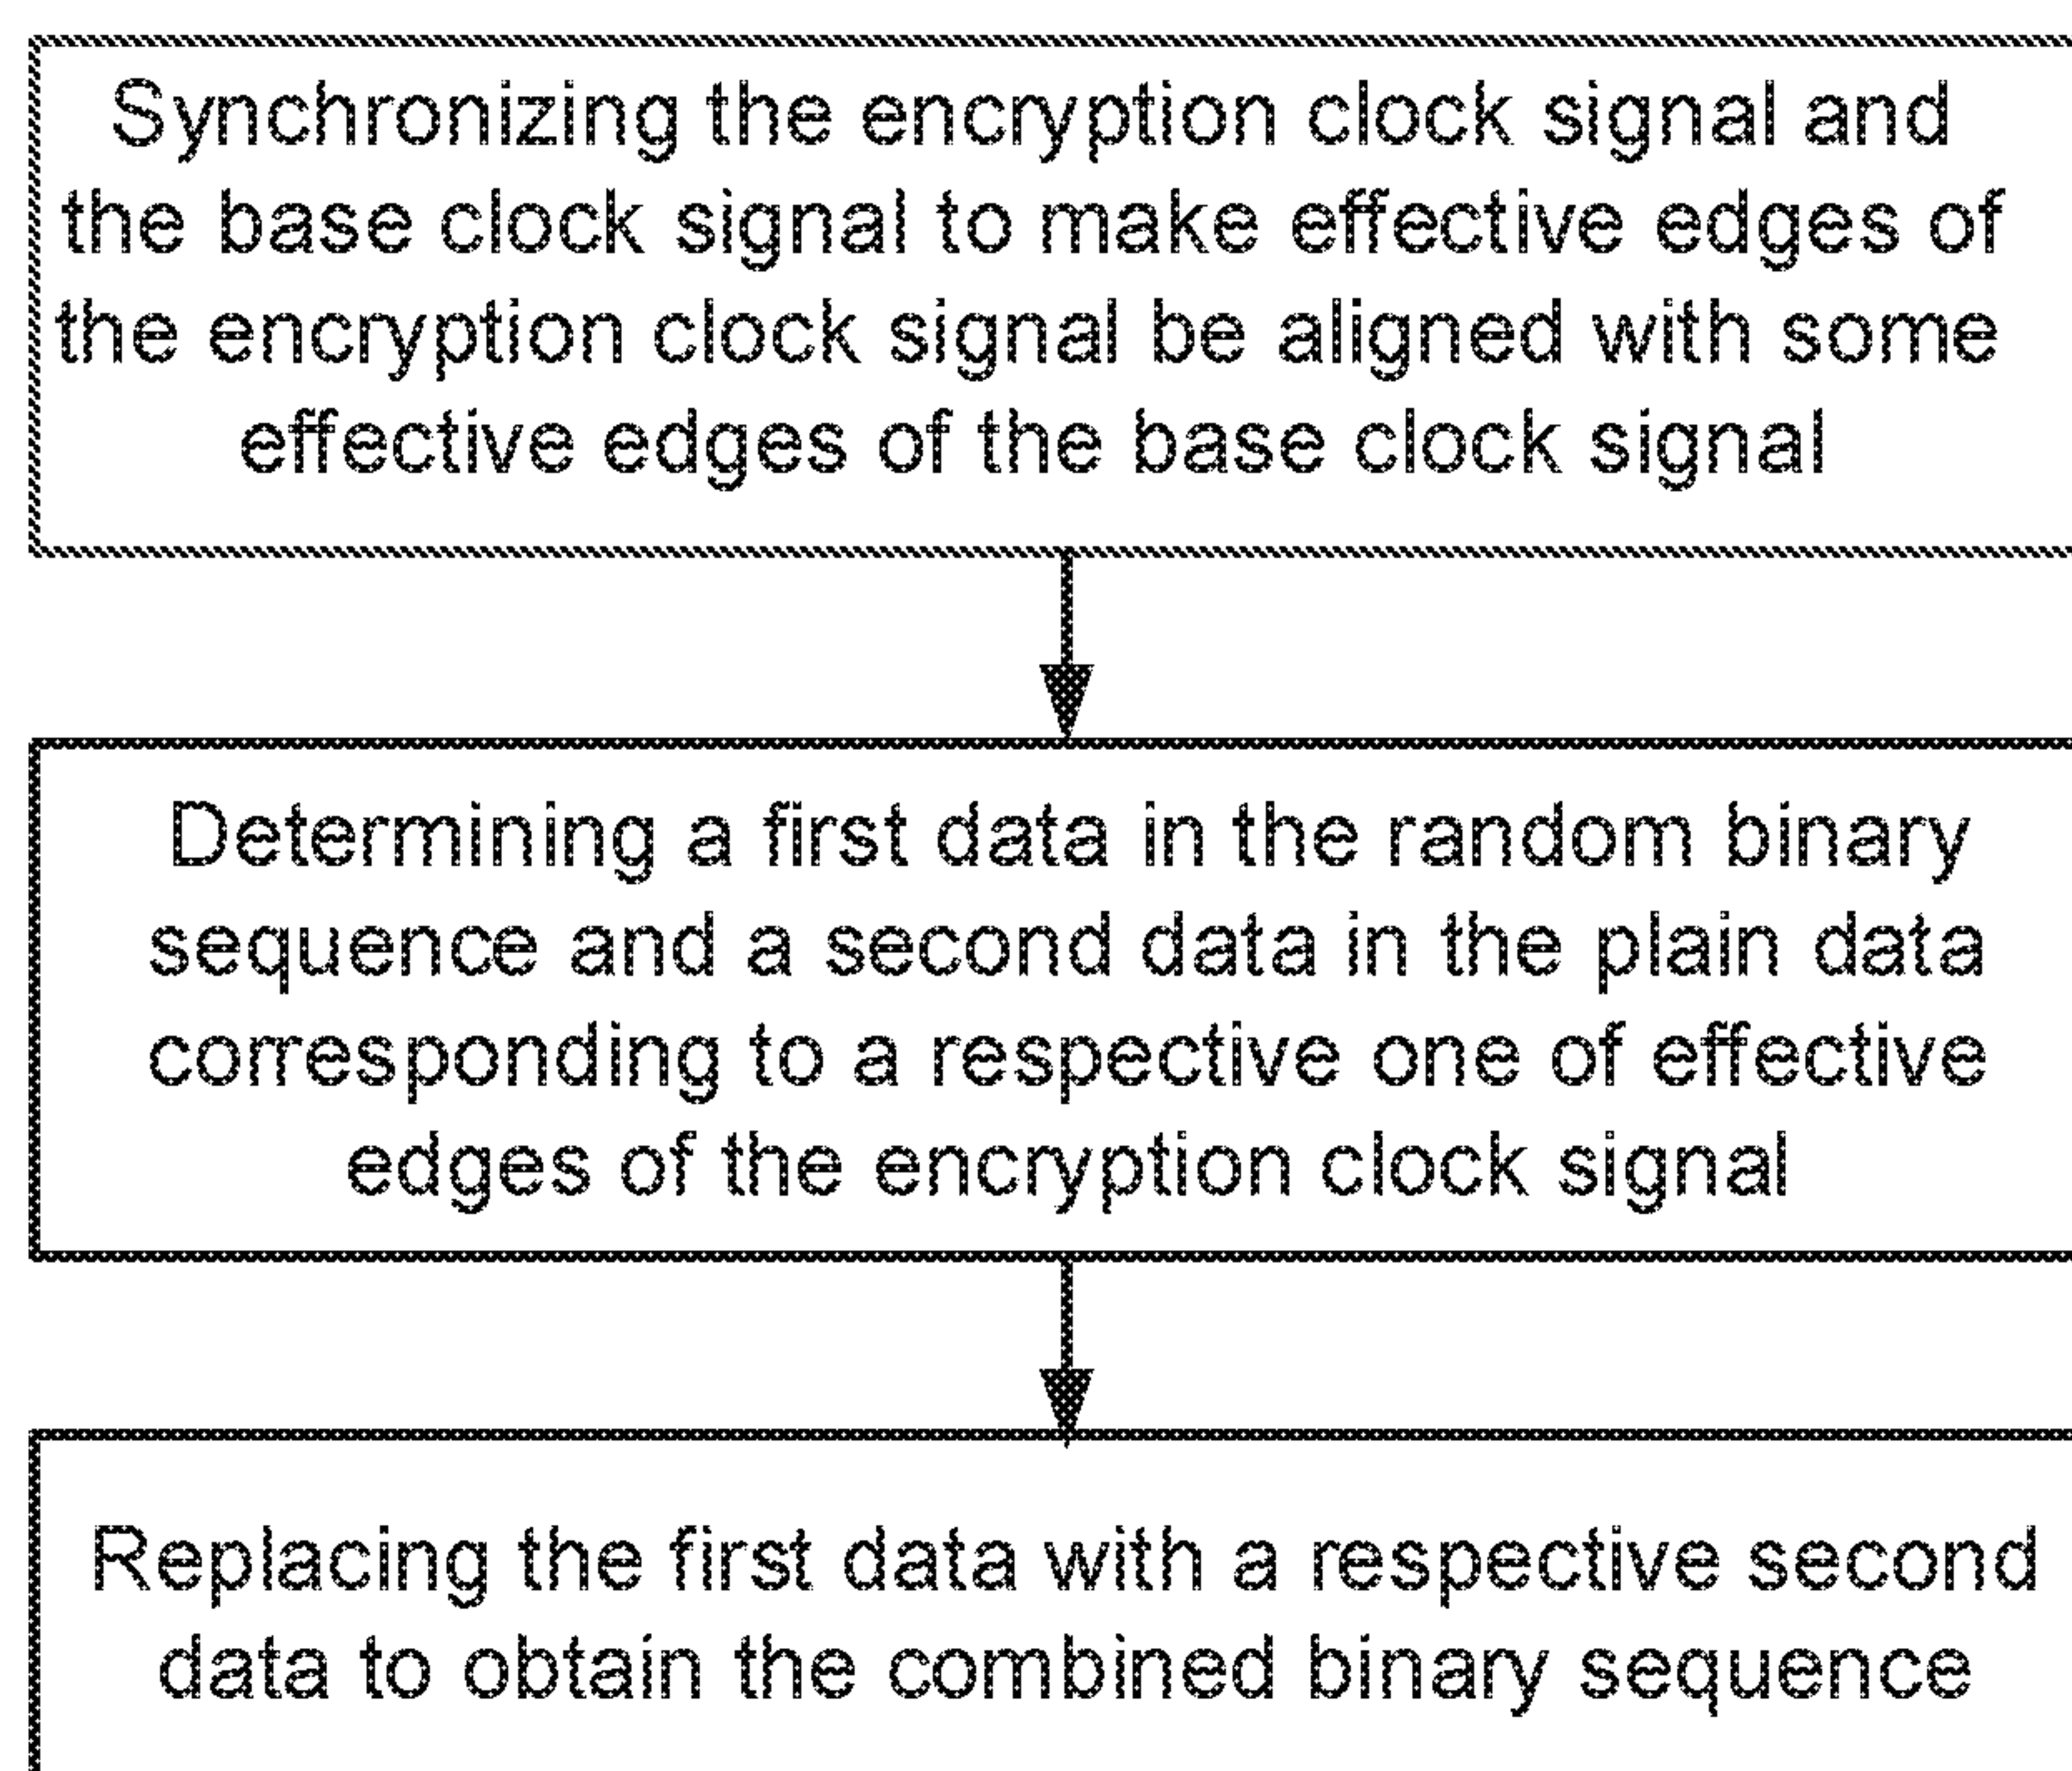 Synchronizing the encryption clock signal and
the base clock signal to make effective edges of
the encryption clock signal be aligned with some
effective edges of the base clock signal
Determining a first data in the random binary
sequence and a second data in the plain data
corresponding to a respective one of effective
edges of the encryption clock signal
Replacing the first data with a respective second
data to obtain the combined binary sequence